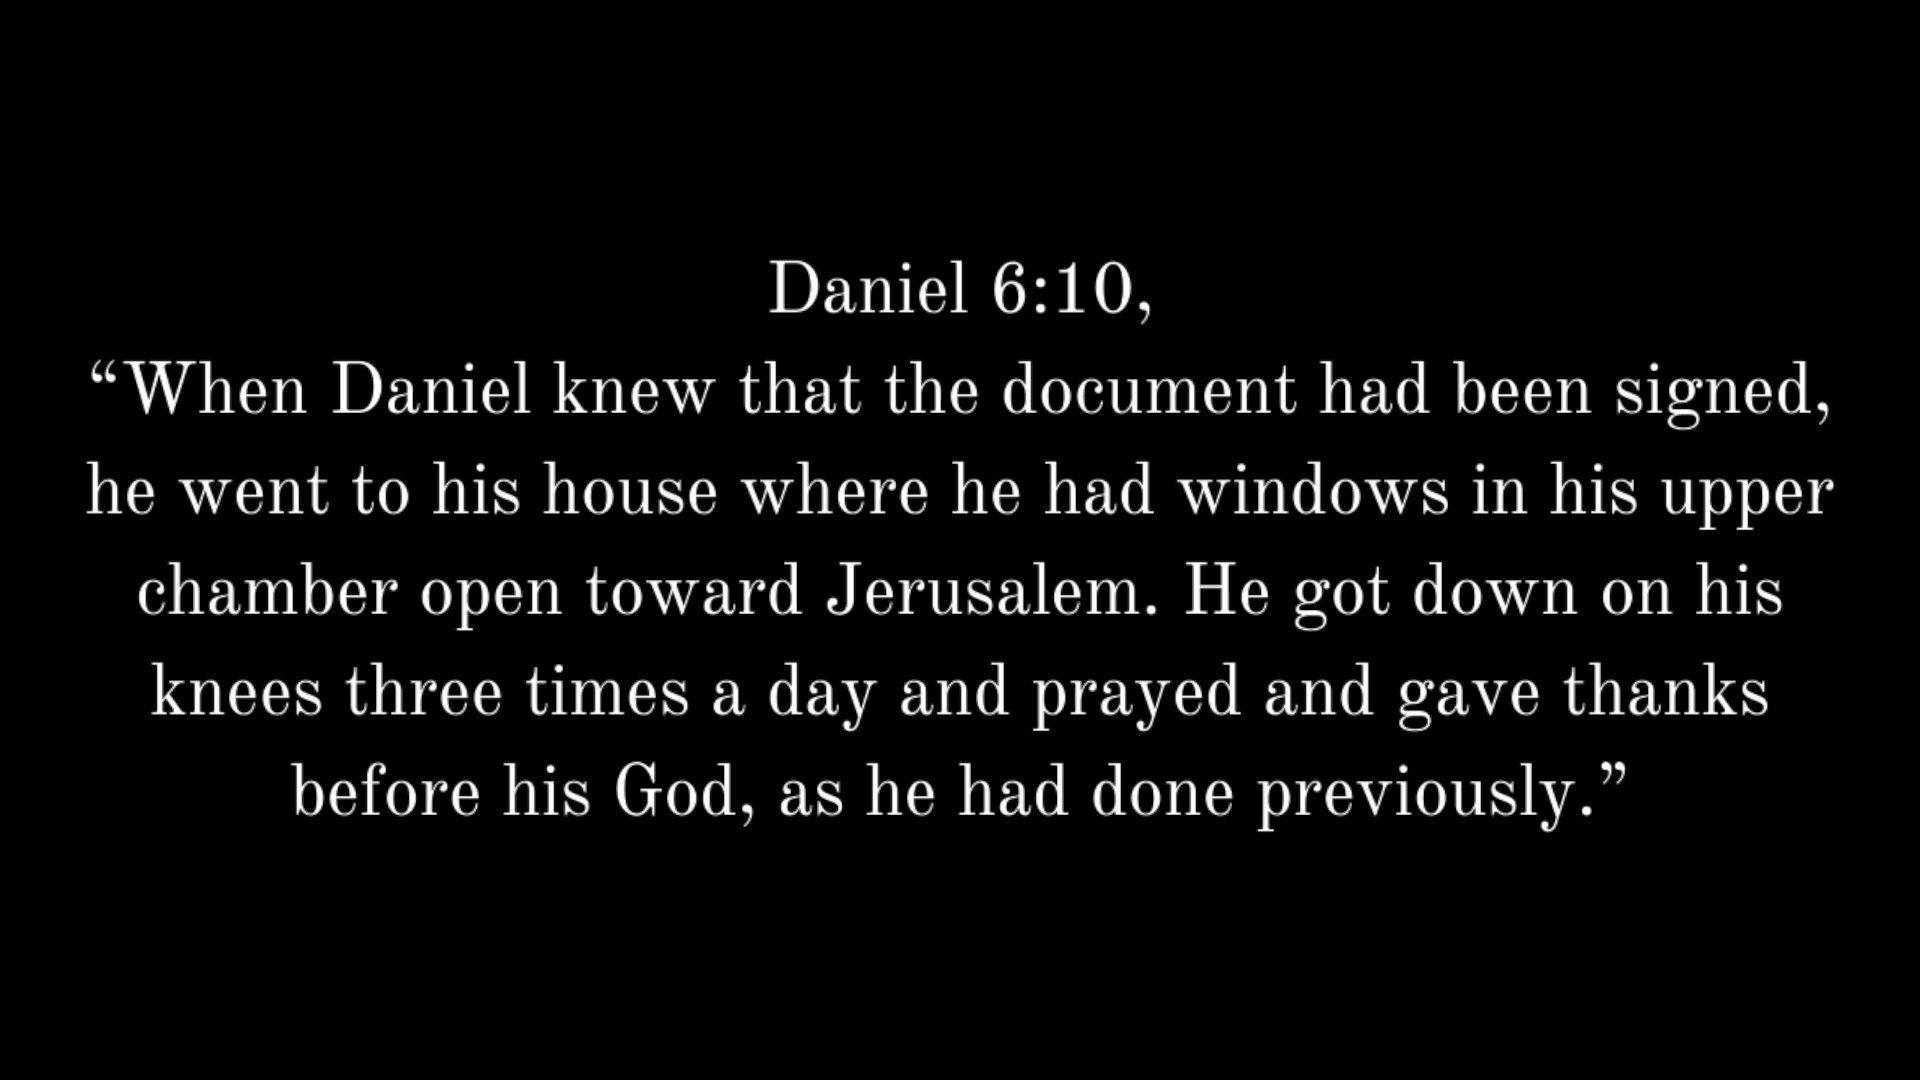 Daniel 6:10,
“When Daniel knew that the document had been signed,
he went to his house where he had windows in his upper
chamber open toward Jerusalem. He got down on his
knees three times a day and prayed and gave thanks
before his God, as he had done previously.”